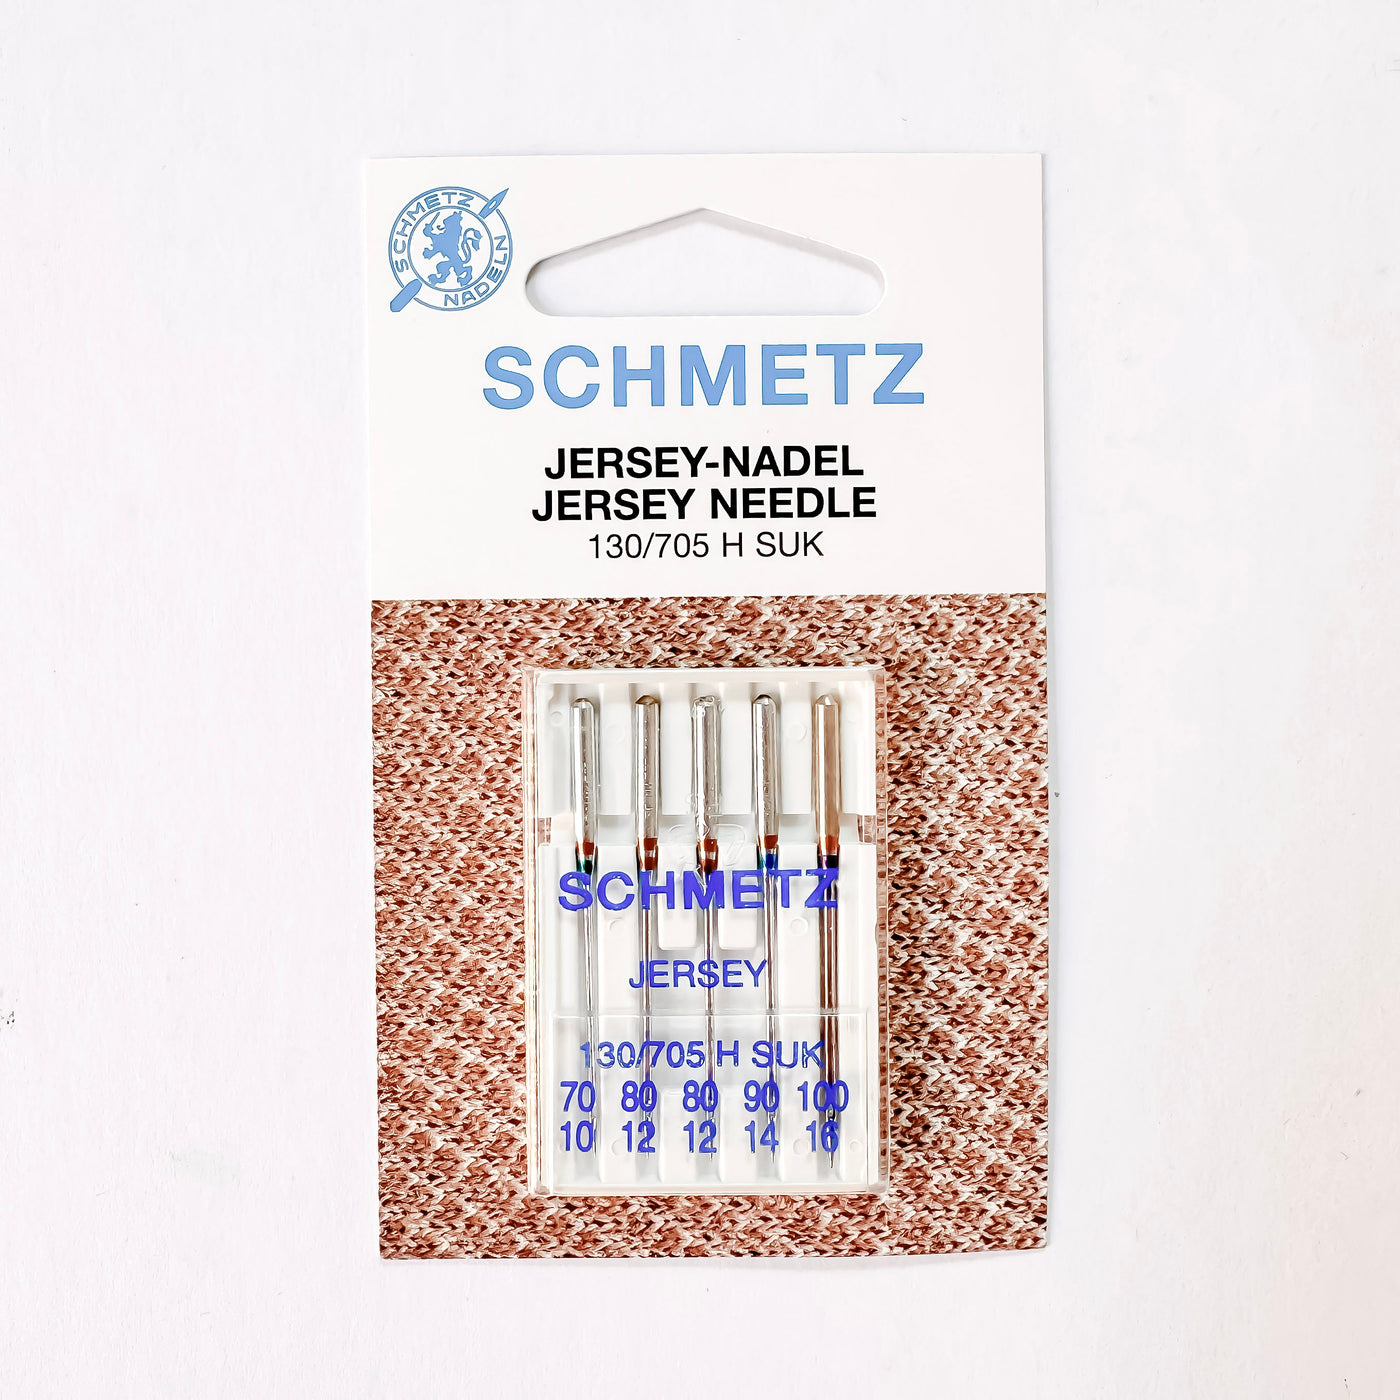 SCHMETZ
NADELN
SCHMETZ
JERSEY-NADEL
JERSEY NEEDLE
130/705 H SUK
SCHMETZ
JERSEY
130/705 H SUK
70 80 80 90 100
10 12 12 14 16